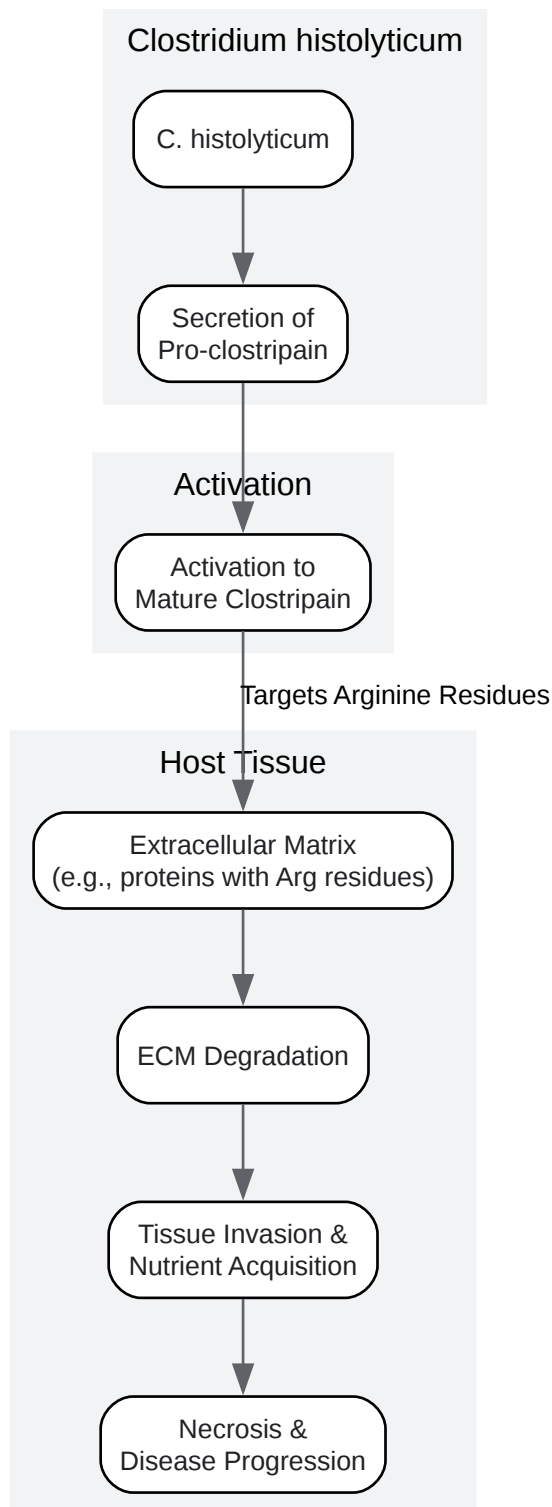 Clostridium histolyticum
C. histolyticum
Secretion of
Pro-clostripain
Activation
Activation to
Mature Clostripain
Targets Arginine Residues
Host Tissue
Extracellular Matrix
(e.g., proteins with Arg residues)
ECM Degradation
Tissue Invasion &
Nutrient Acquisition
Necrosis &
Disease Progression